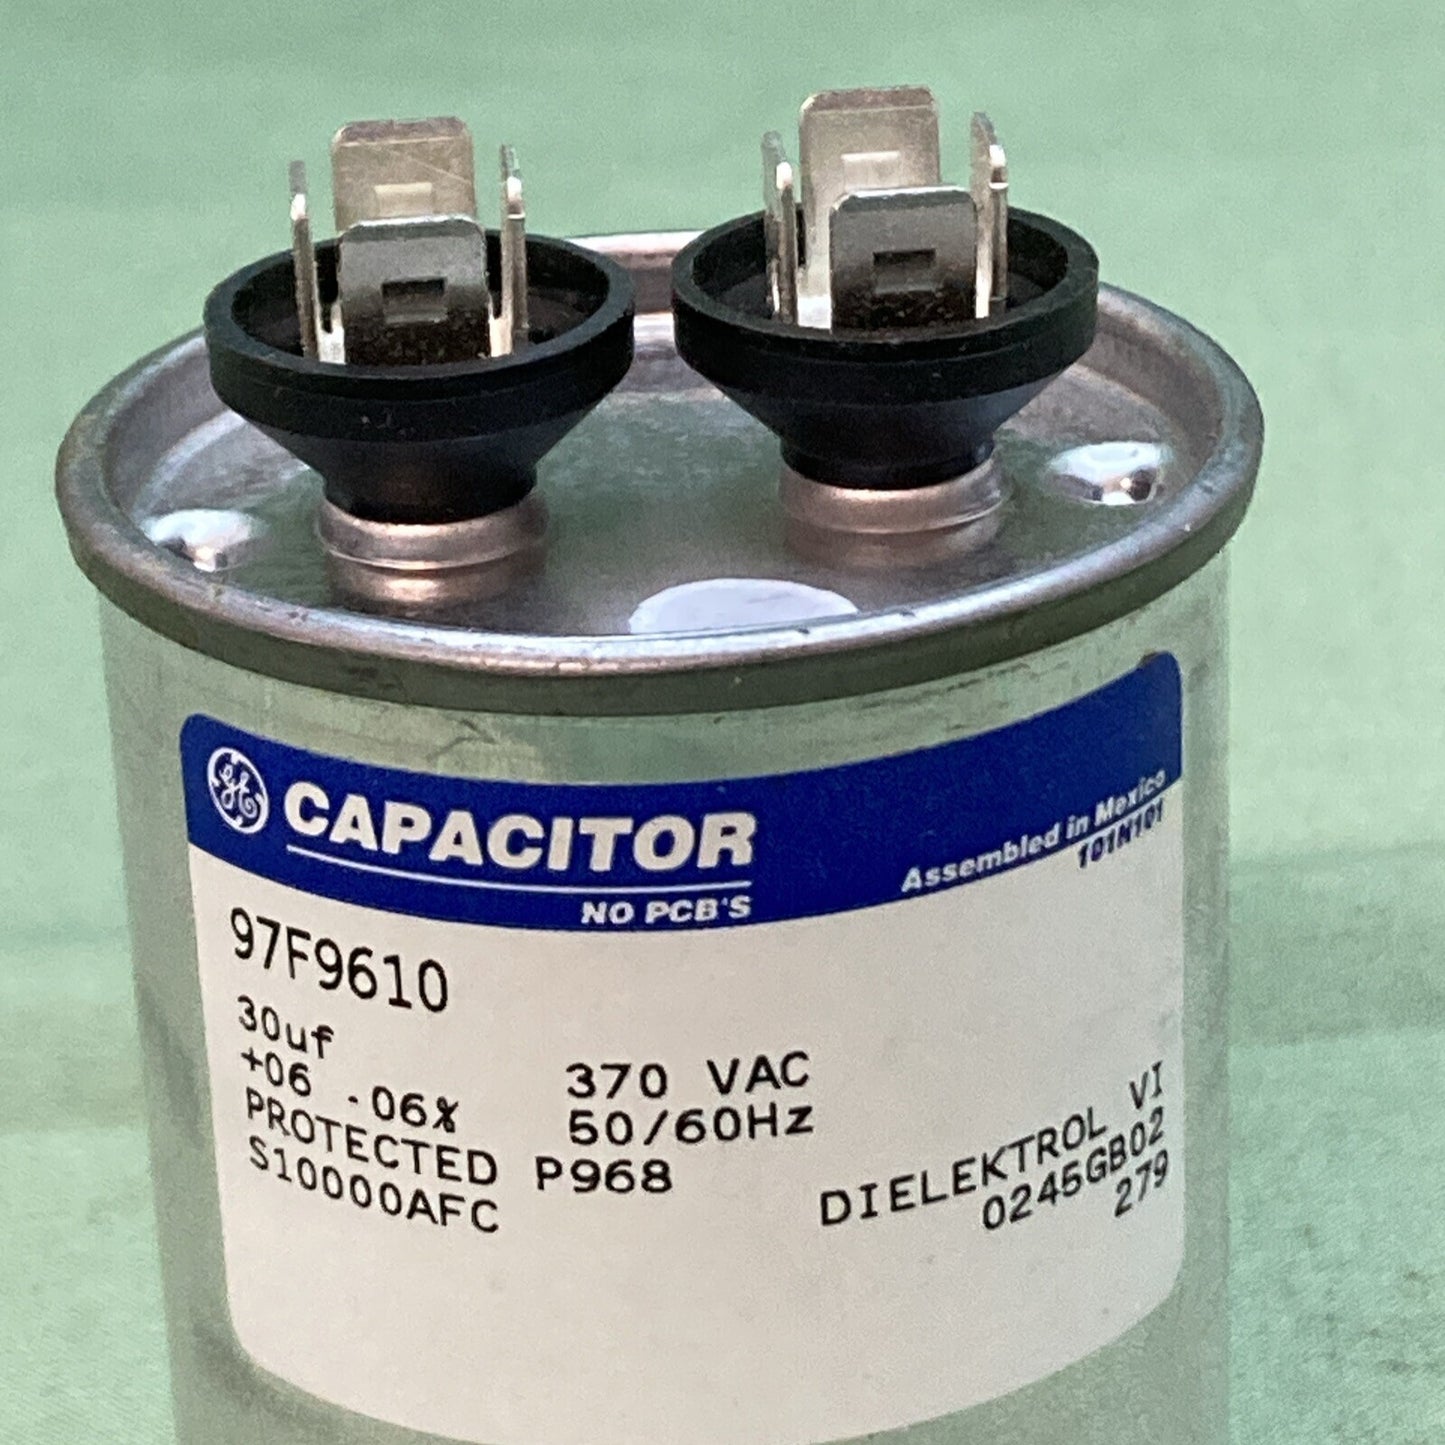 GE CAPACITOR
NO PCB'S
Assembled in Mexico
101N101
97F9610
30uf
+06 -06% 370 VAC
PROTECTED P968 50/60Hz
S10000AFC
DIELEKTROL VI
0245GB02
279